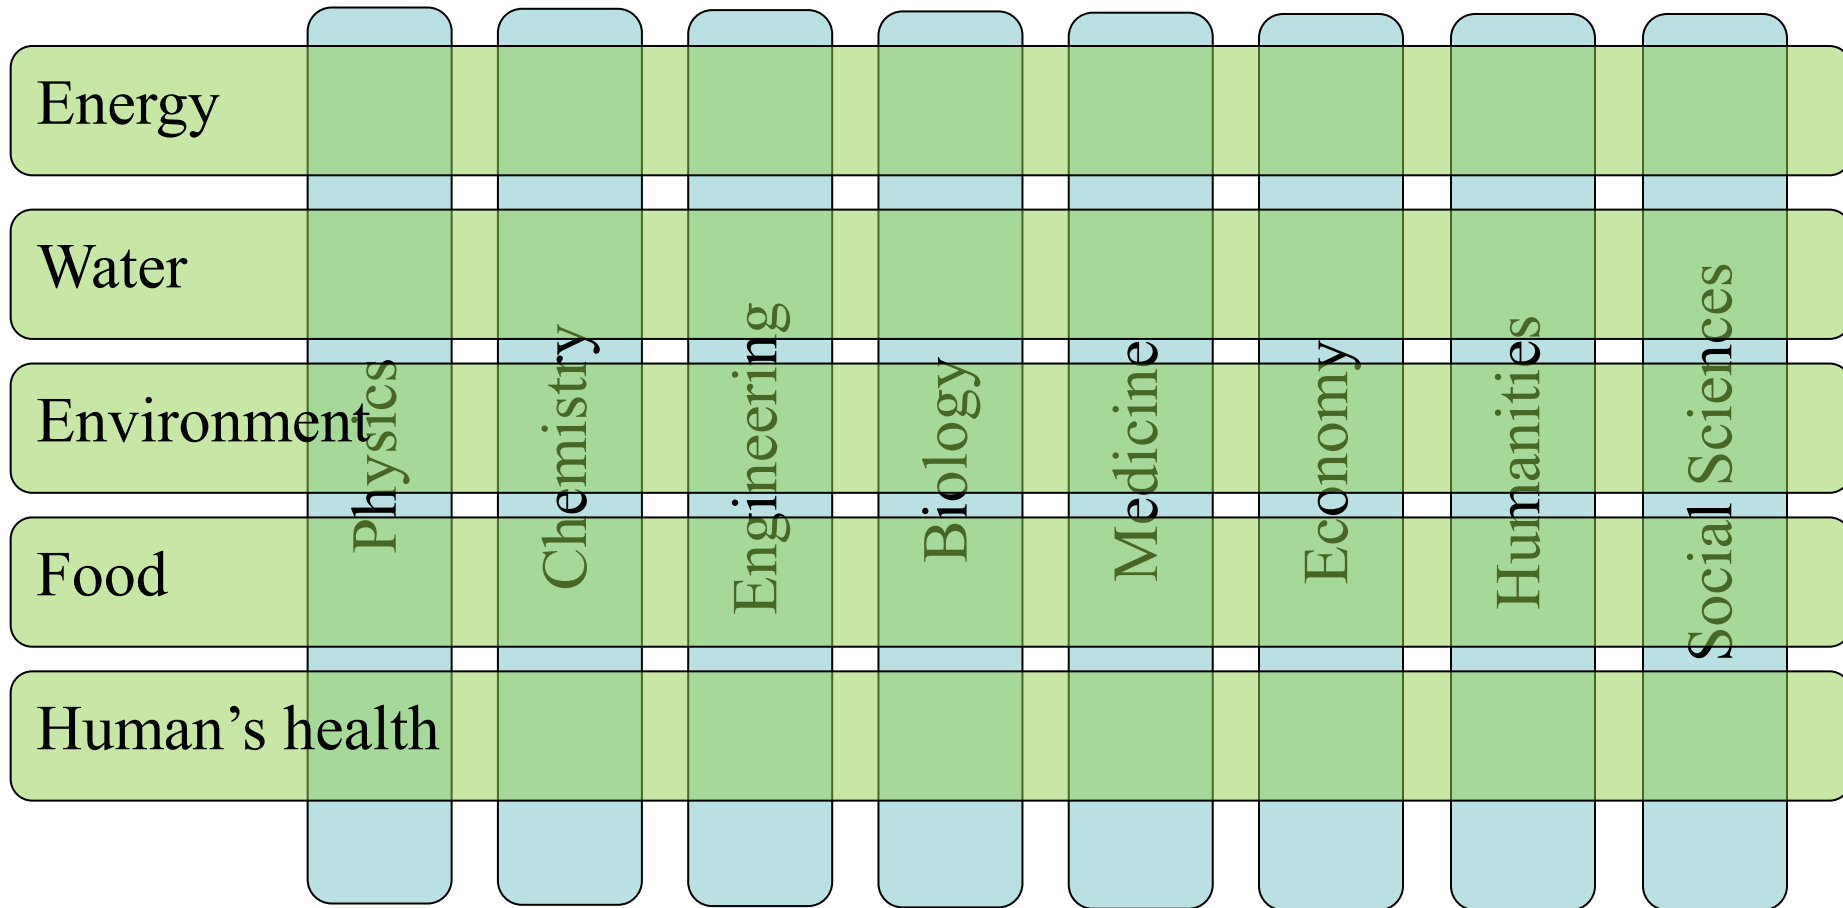 Energy
Water
Environment
Food
Human’s health
Physics
Chemistry
Engineering
Biology
Medicine
Economy
Humanities
Social Sciences